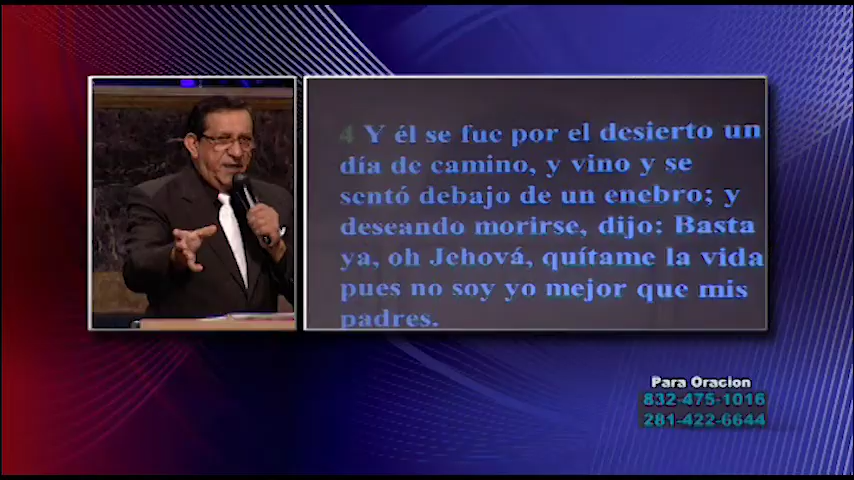 4 Y él se fue por el desierto un
día de camino, y vino y se
sentó debajo de un enebro; y
deseando morirse, dijo: Basta
ya, oh Jehová, quítame la vida
pues no soy yo mejor que mis
padres.
Para Oracion
832-475-1016
281-422-6644